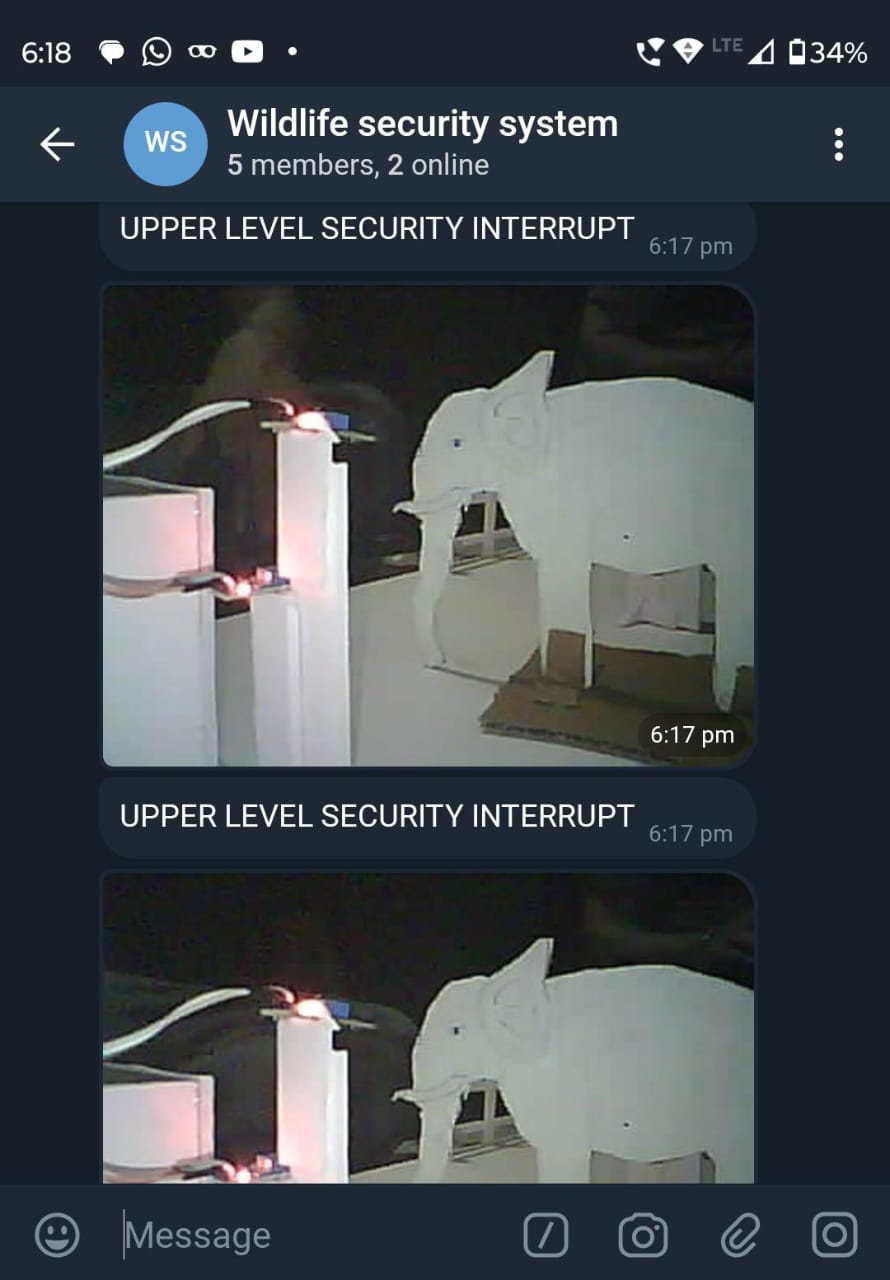 6:18
LTE
34%
WS
Wildlife security system
5 members, 2 online
UPPER LEVEL SECURITY INTERRUPT
6:17 pm
6:17 pm
UPPER LEVEL SECURITY INTERRUPT
6:17 pm
Message